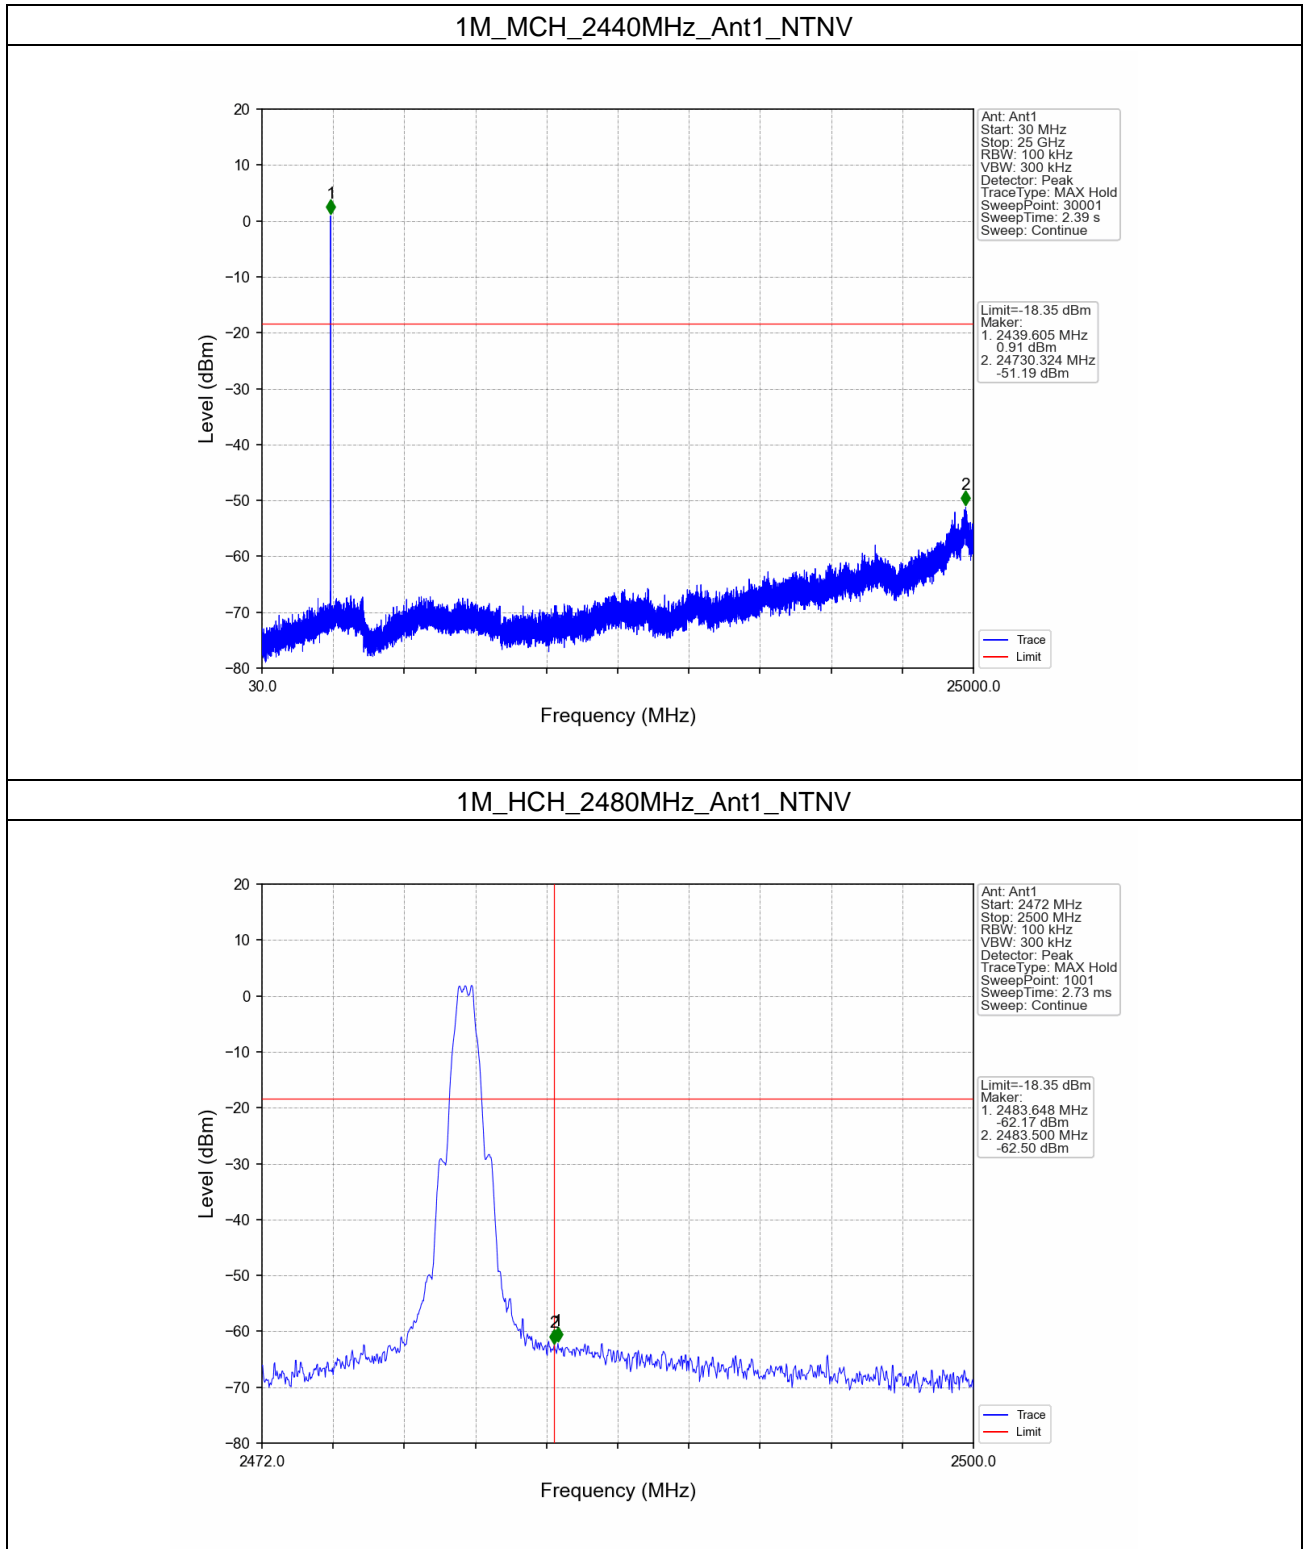 1M_MCH_2440MHz_Ant1_NTNV
20
10
0
−10
−20
−30
−40
−50
−60
−70
−80
Level (dBm)
1
2
30.0
25000.0
Frequency (MHz)
Ant: Ant1
Start: 30 MHz
Stop: 25 GHz
RBW: 100 kHz
VBW: 300 kHz
Detector: Peak
TraceType: MAX Hold
SweepPoint: 30001
SweepTime: 2.39 s
Sweep: Continue
Limit=-18.35 dBm
Maker:
1. 2439.605 MHz
0.91 dBm
2. 24730.324 MHz
-51.19 dBm
Trace
Limit
1M_HCH_2480MHz_Ant1_NTNV
20
10
0
−10
−20
−30
−40
−50
−60
−70
−80
Level (dBm)
2
1
2472.0
2500.0
Frequency (MHz)
Ant: Ant1
Start: 2472 MHz
Stop: 2500 MHz
RBW: 100 kHz
VBW: 300 kHz
Detector: Peak
TraceType: MAX Hold
SweepPoint: 1001
SweepTime: 2.73 ms
Sweep: Continue
Limit=-18.35 dBm
Maker:
1. 2483.648 MHz
-62.17 dBm
2. 2483.500 MHz
-62.50 dBm
Trace
Limit